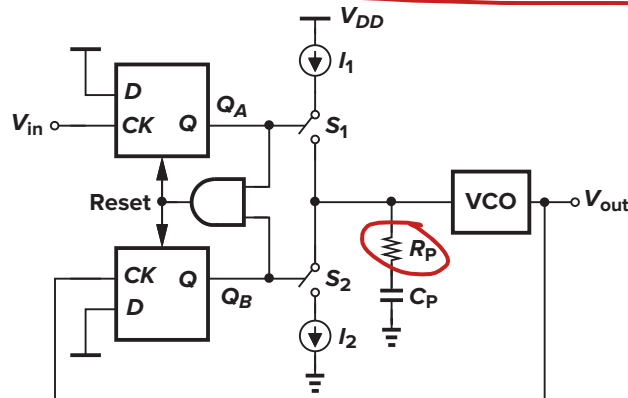 V_DD
I_1
D
Q_A
V_in
CK
Q
S_1
Reset
VCO
V_out
R_P
CK
Q
S_2
D
Q_B
C_P
I_2